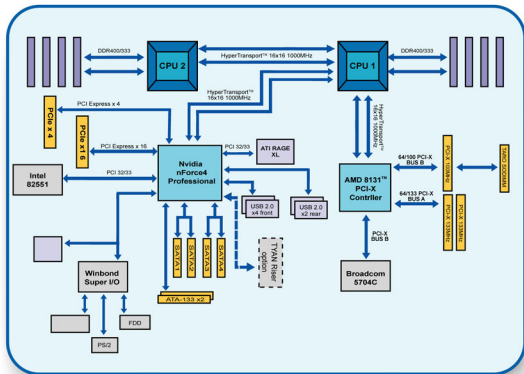 DDR400/333
CPU 2
HyperTransport™ 16x16 1000MHz
CPU 1
DDR400/333
HyperTransport™
16x16 1000MHz
HyperTransport™
16x16 1000MHz
PCI Express x 4
PCIe x 4
PCIe x1 6
PCI Express x 16
Nvidia
nForce4
Professional
PCI 32/33
ATI RAGE
XL
Intel
82551
PCI 32/33
USB 2.0
x4 front
USB 2.0
x2 rear
AMD 8131™
PCI-X
Contrller
64/100 PCI-X
BUS B
PCI-X 100MHz
64/133 PCI-X
BUS A
PCI-X 133MHz
PCI-X 133MHz
PCI-X
BUS B
Broadcom
5704C
SATA1
SATA2
SATA3
SATA4
TYAN Riser
option
Winbond
Super I/O
ATA-133 x2
FDD
PS/2